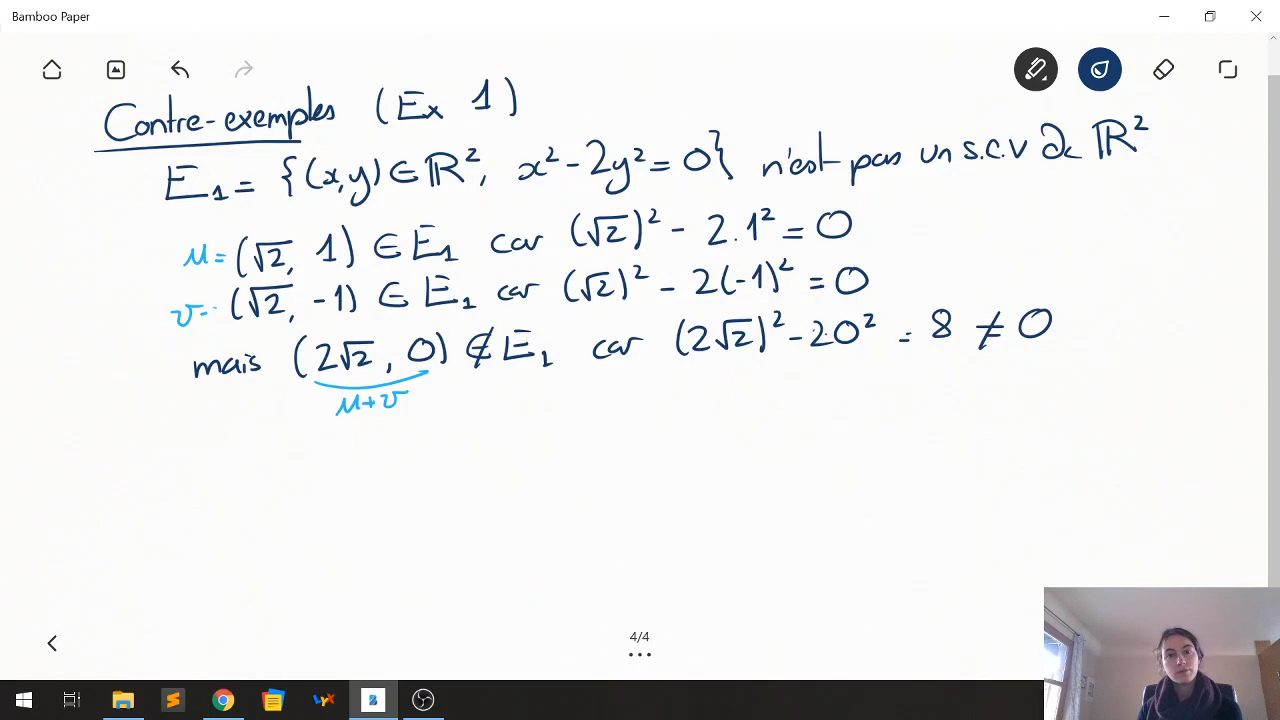 Bamboo Paper
Contre-exemples (Ex 1)
E₁ = {(x,y) ∈ ℝ², x² - 2y² = 0} n'est pas un s.e.v de ℝ²
u = (√2, 1) ∈ E₁ car (√2)² - 2.1² = 0
v = (√2, -1) ∈ E₁ car (√2)² - 2(-1)² = 0
mais (2√2, 0) ∉ E₁ car (2√2)² - 2.0² = 8 ≠ 0
u+v
4/4